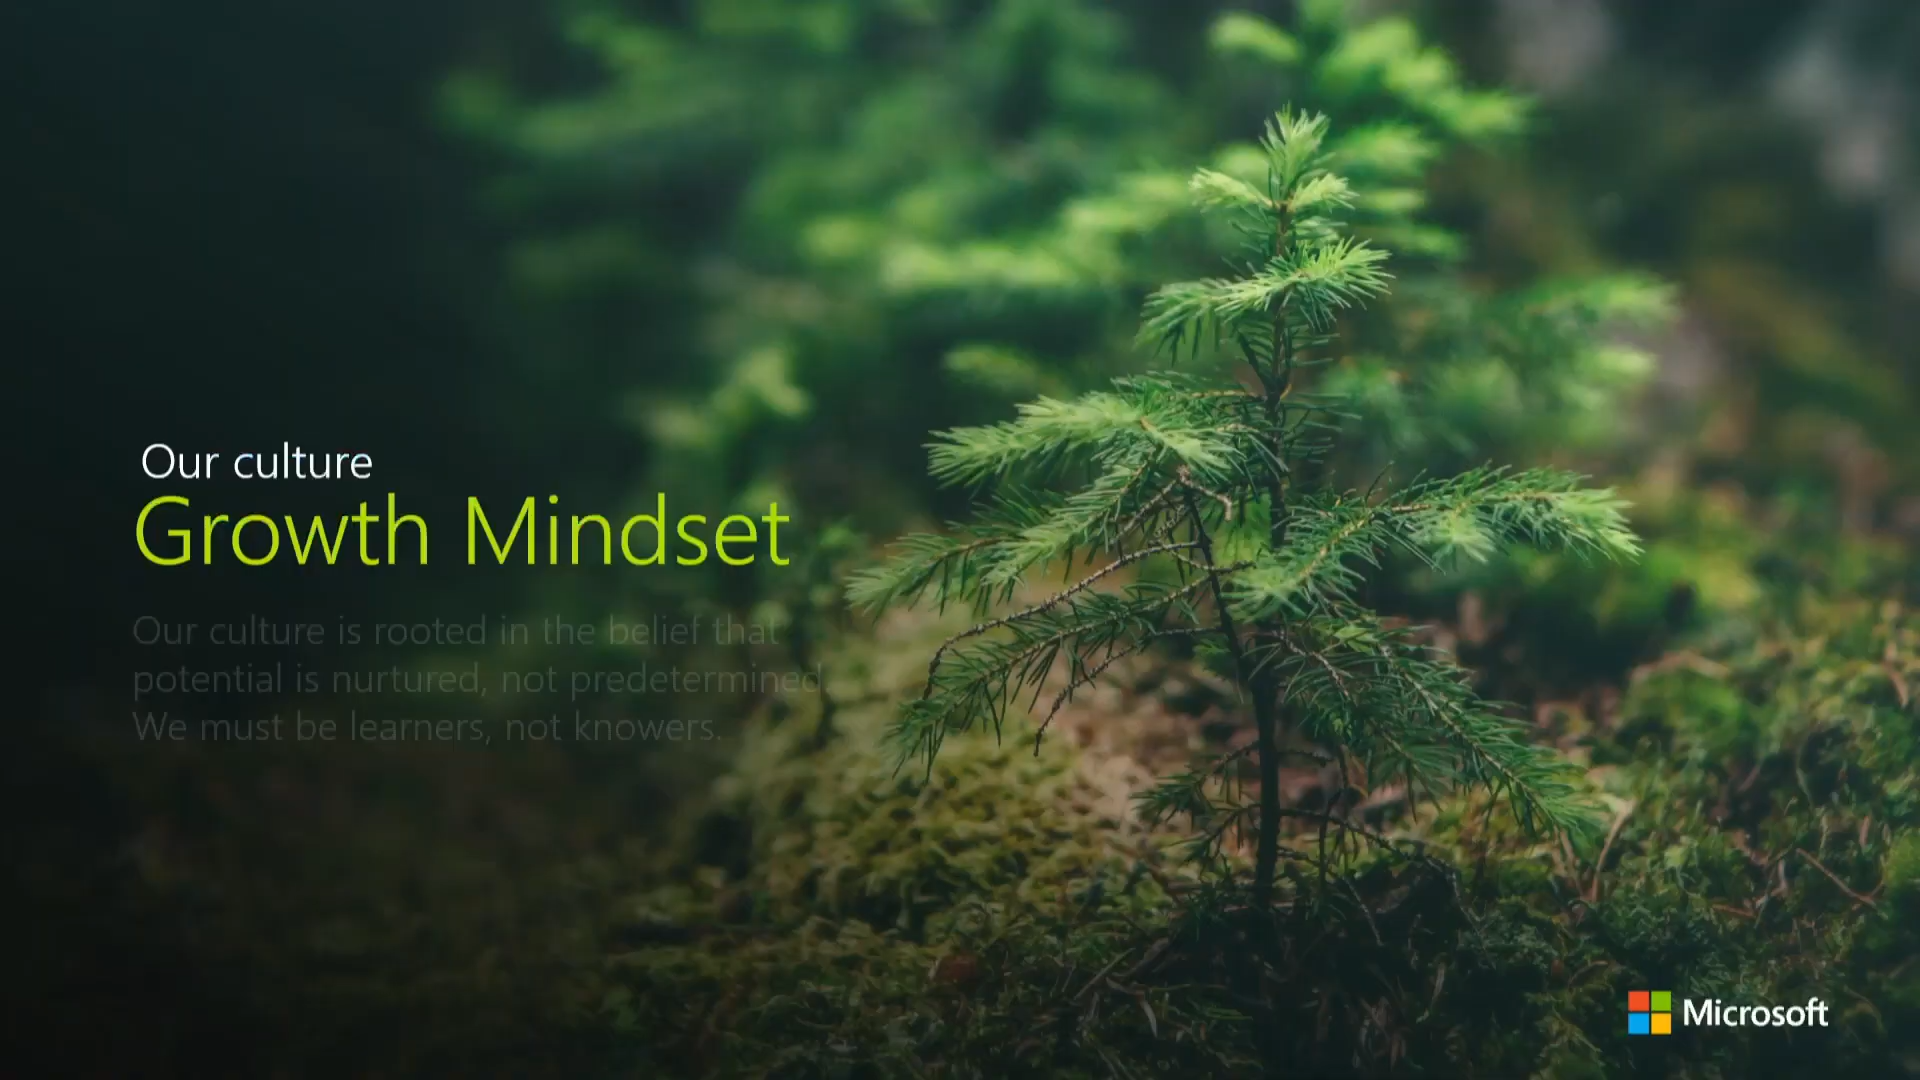 Our culture
Growth Mindset
Our culture is rooted in the belief that
potential is nurtured, not predetermined
We must be learners, not knowers.
Microsoft